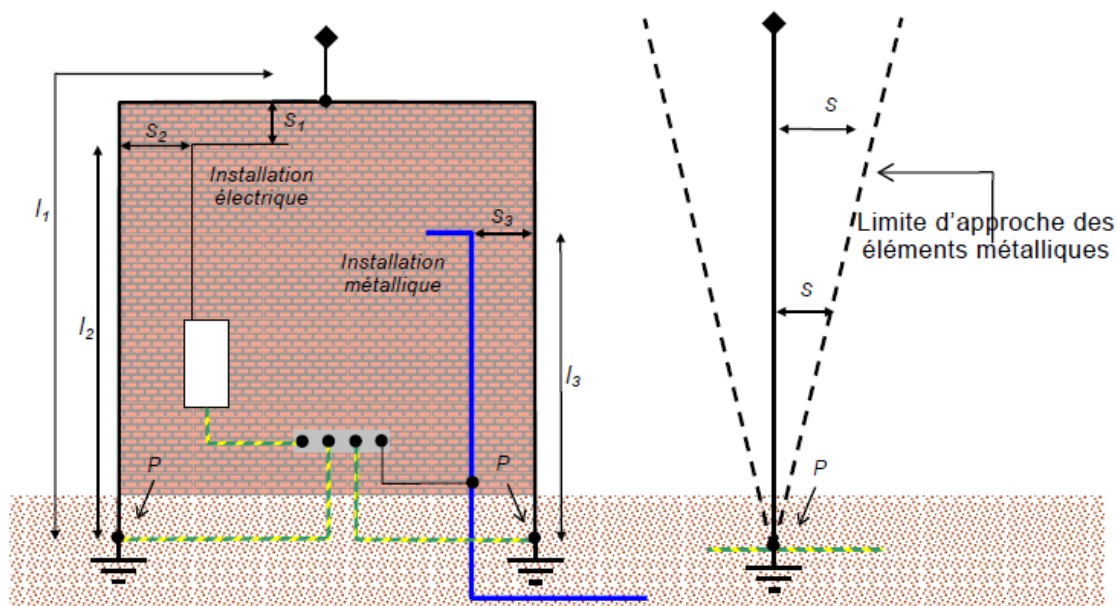 S1
S2
Installation
électrique
l1
S3
Installation
métallique
l2
l3
P
P
S
Limite d'approche des
éléments métalliques
S
P